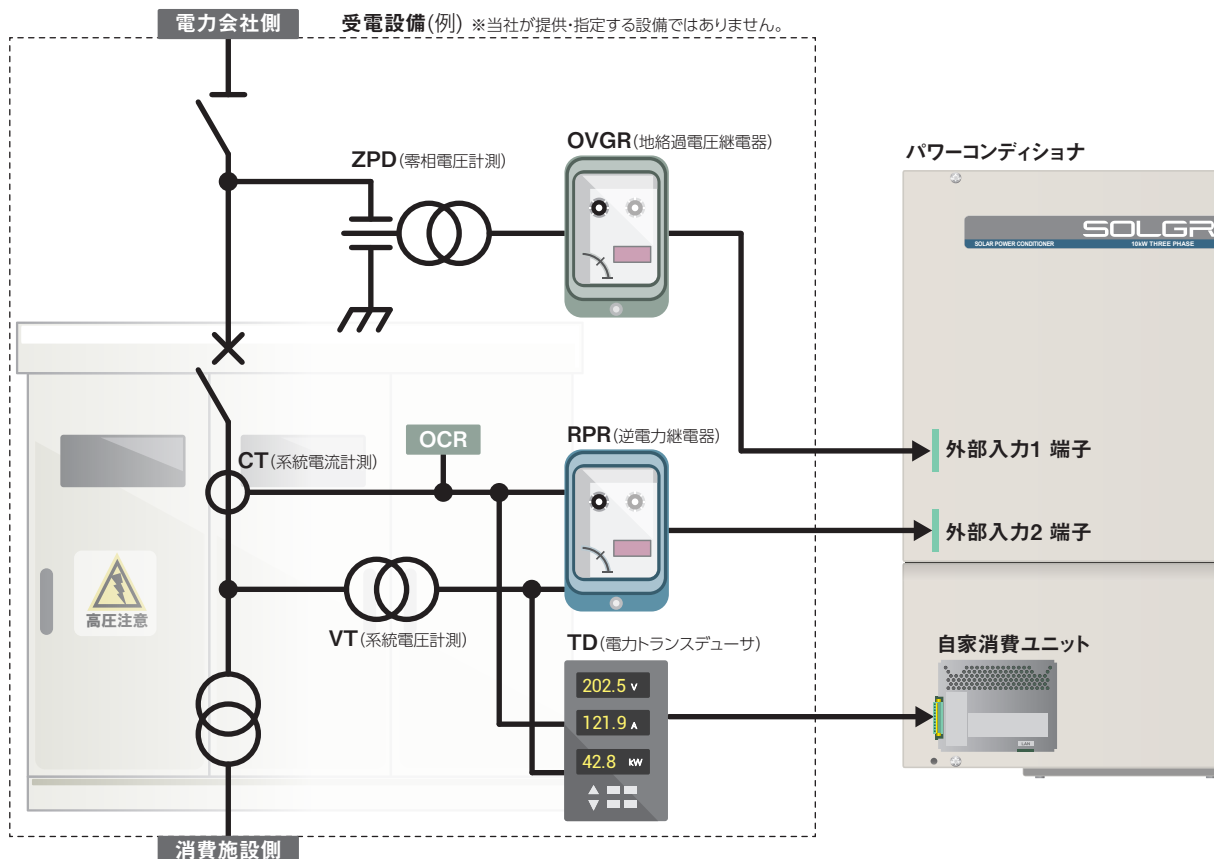 電力会社側
受電設備(例) ※当社が提供・指定する設備ではありません。
OVGR(地絡過電圧継電器)
ZPD(零相電圧計測)
パワーコンディショナ
SOLGR
SOLAR POWER CONDITIONER 10kW THREE PHASE
OCR
RPR(逆電力継電器)
CT(系統電流計測)
外部入力1 端子
外部入力2 端子
高圧注意
VT(系統電圧計測)
TD(電力トランスデューサ)
自家消費ユニット
202.5 V
121.9 A
42.8 kW
LAN
消費施設側